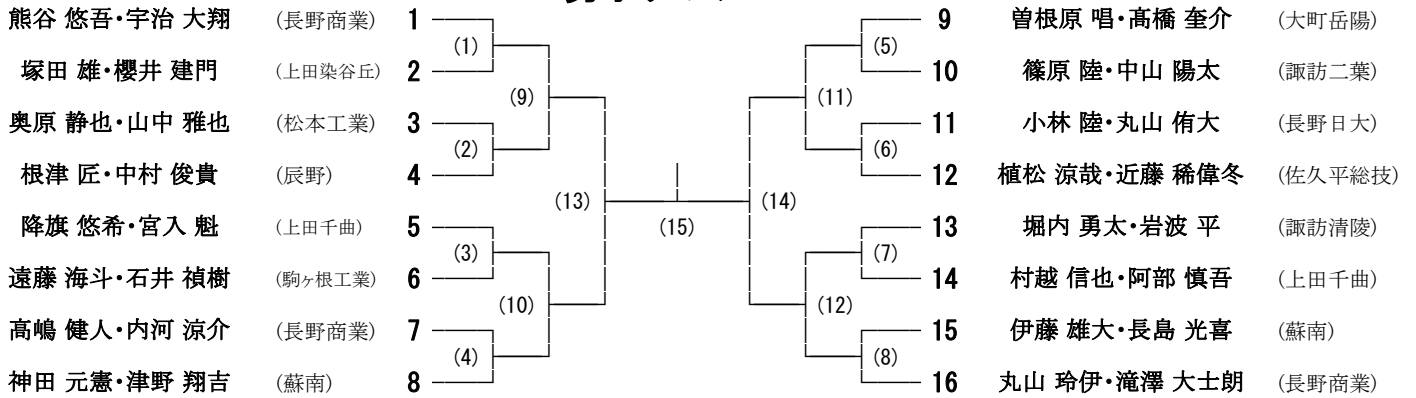 熊谷 悠吾・宇治 大翔 (長野商業) 1
(1)
塚田 雄・櫻井 建門 (上田染谷丘) 2
(9)
奥原 静也・山中 雅也 (松本工業) 3
(2)
根津 匠・中村 俊貴 (辰野) 4
(13)
降旗 悠希・宮入 魁 (上田千曲) 5
(3)
遠藤 海斗・石井 禎樹 (駒ヶ根工業) 6
(10)
高嶋 健人・内河 涼介 (長野商業) 7
(4)
神田 元憲・津野 翔吉 (蘇南) 8
(15)
9 曽根原 唱・髙橋 奎介 (大町岳陽)
(5)
10 篠原 陸・中山 陽太 (諏訪二葉)
(11)
11 小林 陸・丸山 侑大 (長野日大)
(6)
12 植松 涼哉・近藤 稀偉冬 (佐久平総技)
(14)
13 堀内 勇太・岩波 平 (諏訪清陵)
(7)
14 村越 信也・阿部 慎吾 (上田千曲)
(12)
15 伊藤 雄大・長島 光喜 (蘇南)
(8)
16 丸山 玲伊・滝澤 大士朗 (長野商業)